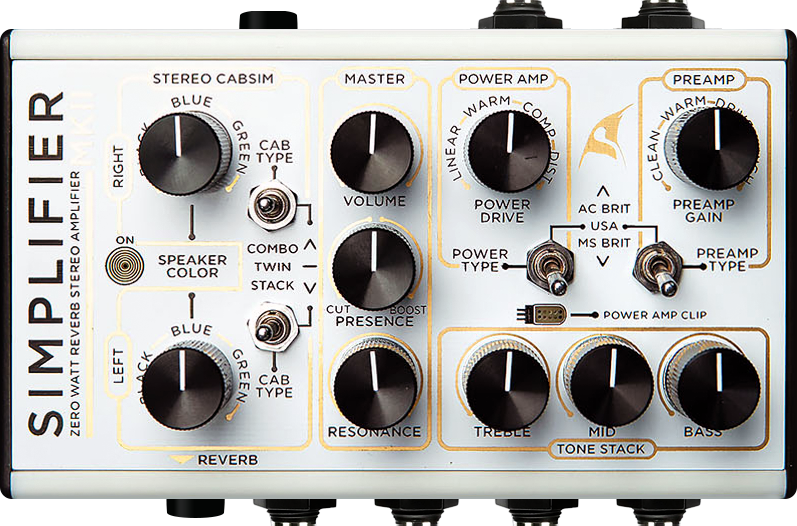 SIMPLIFIER
MKII
ZERO WATT REVERB STEREO AMPLIFIER
STEREO CABSIM
RIGHT
BLACK
BLUE
GREEN
CAB
TYPE
ON
SPEAKER
COLOR
COMBO
TWIN
STACK
LEFT
BLACK
BLUE
GREEN
CAB
TYPE
REVERB
MASTER
VOLUME
CUT
BOOST
PRESENCE
RESONANCE
POWER AMP
LINEAR
WARM
COMP
DIST
POWER
DRIVE
POWER
TYPE
AC BRIT
USA
MS BRIT
PREAMP
CLEAN
WARM
PREAMP
GAIN
PREAMP
TYPE
POWER AMP CLIP
TREBLE
MID
BASS
TONE STACK